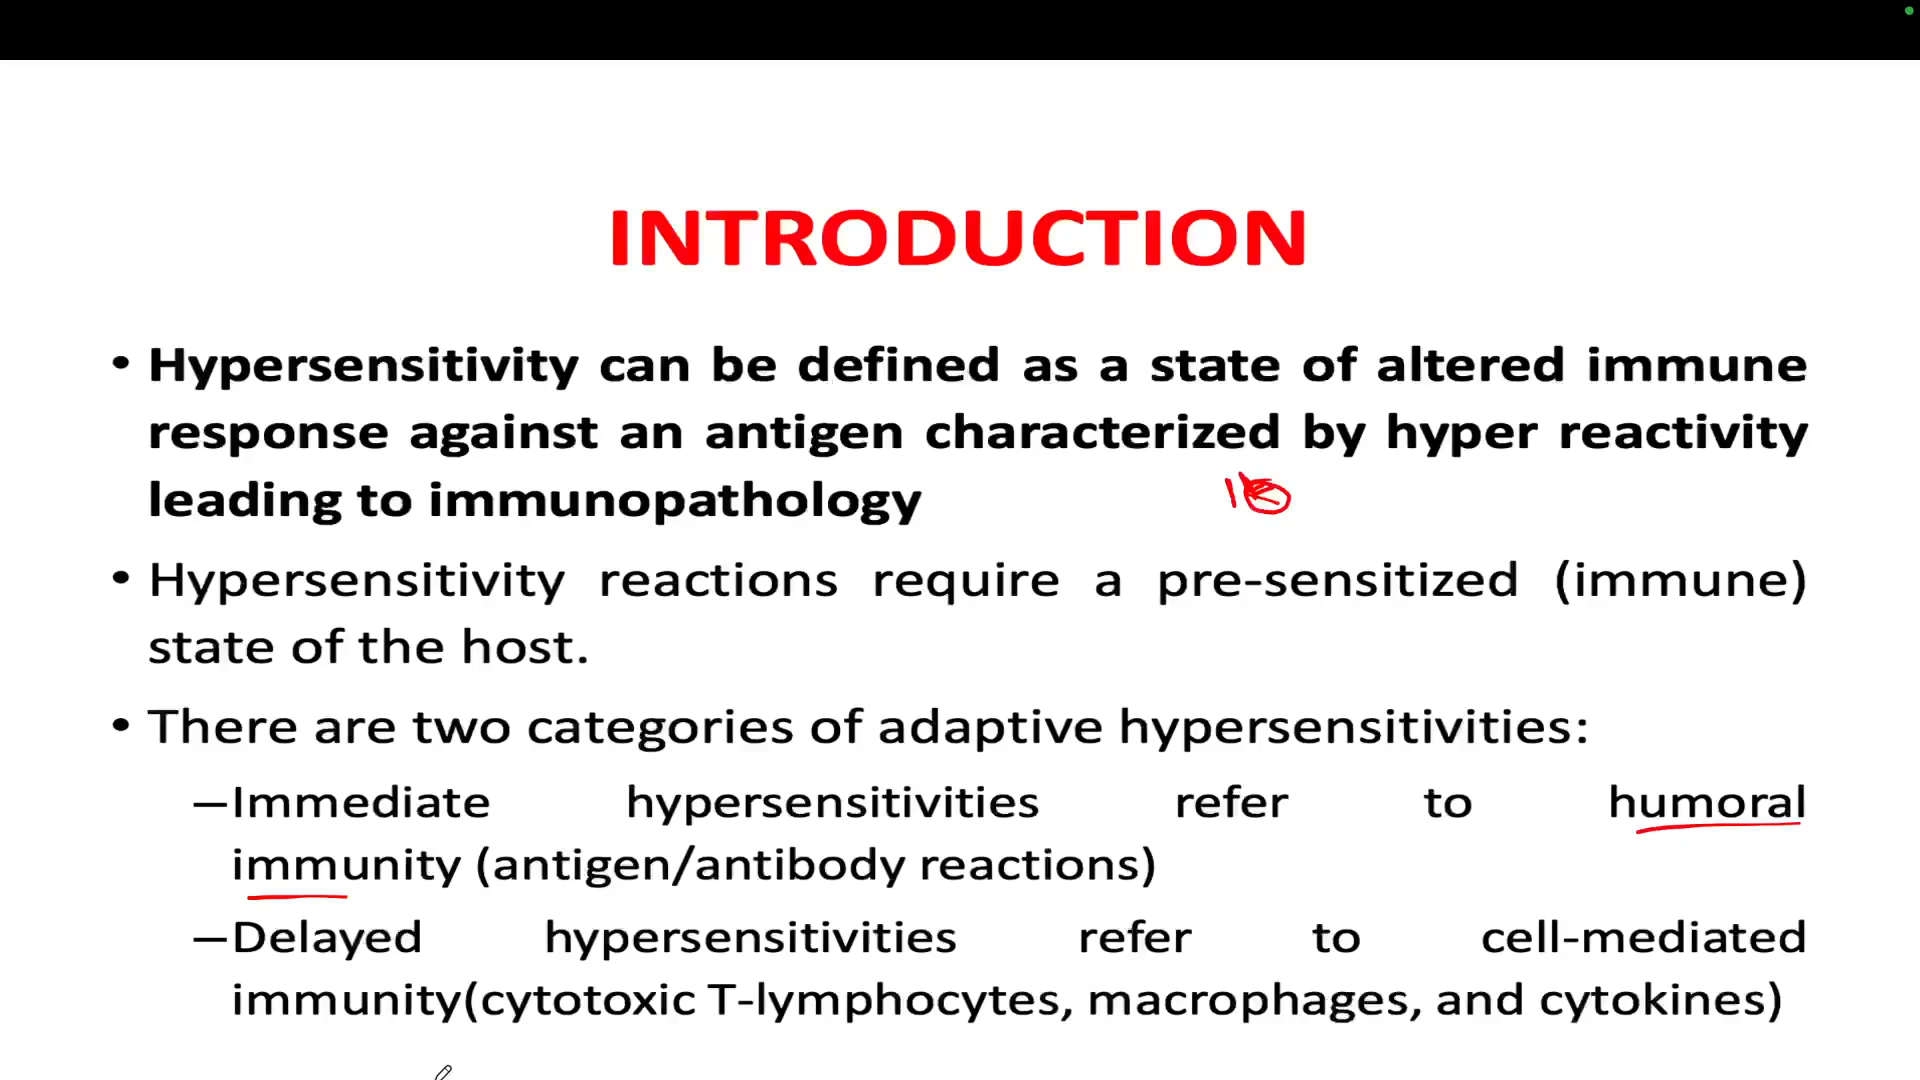 INTRODUCTION
• Hypersensitivity can be defined as a state of altered immune
response against an antigen characterized by hyper reactivity
leading to immunopathology
• Hypersensitivity reactions require a pre-sensitized (immune)
state of the host.
• There are two categories of adaptive hypersensitivities:
–Immediate hypersensitivities refer to humoral
immunity (antigen/antibody reactions)
–Delayed hypersensitivities refer to cell-mediated
immunity(cytotoxic T-lymphocytes, macrophages, and cytokines)